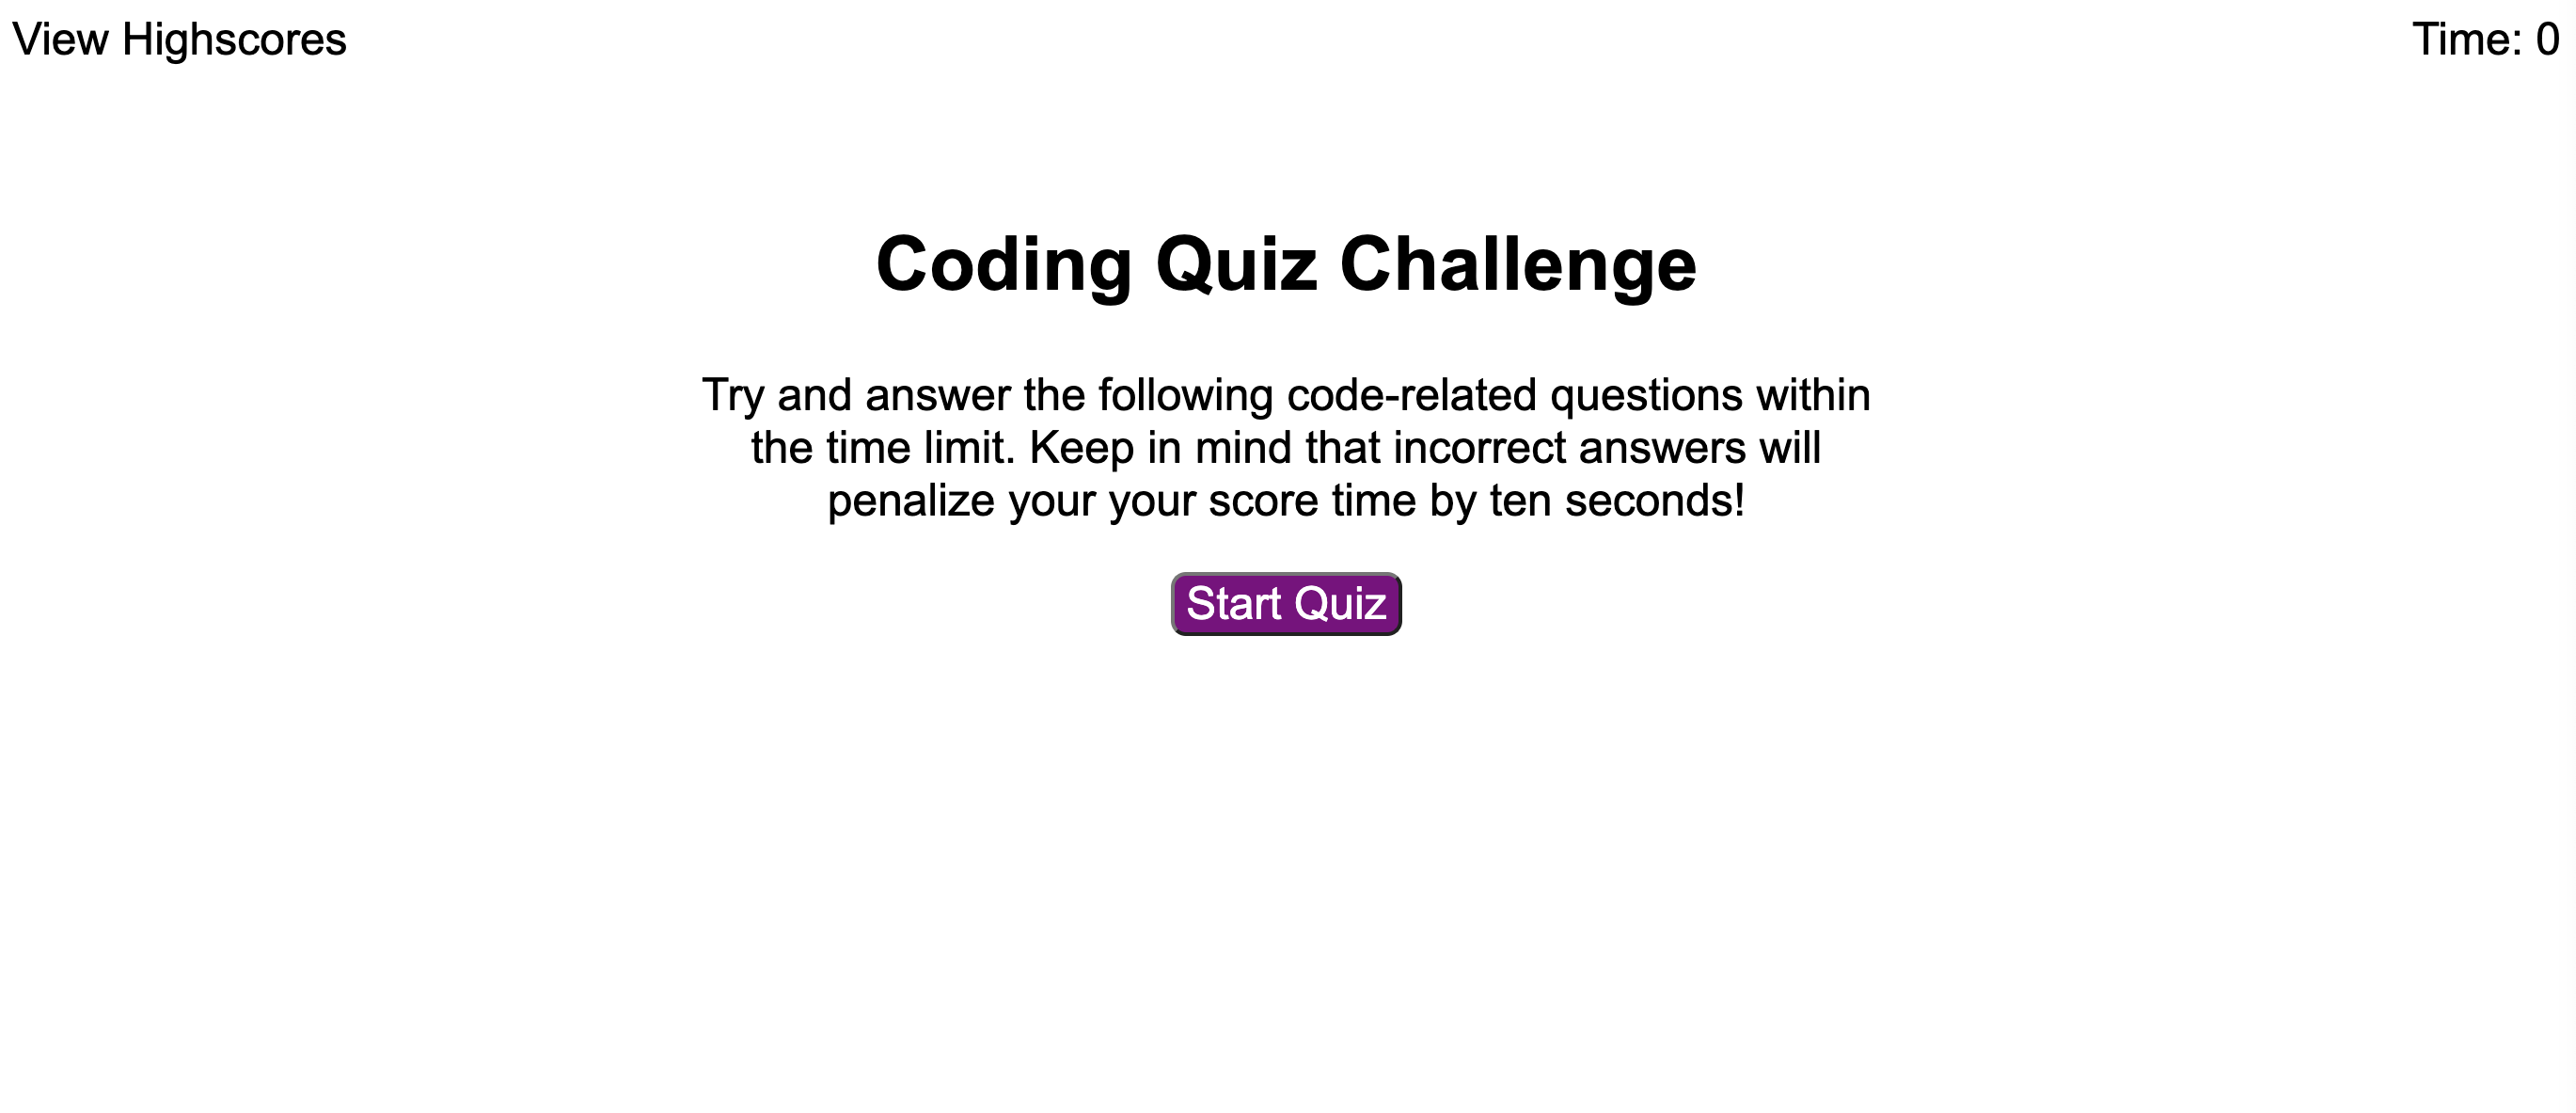 View Highscores
Time: 0
Coding Quiz Challenge
Try and answer the following code-related questions within
the time limit. Keep in mind that incorrect answers will
penalize your your score time by ten seconds!
Start Quiz